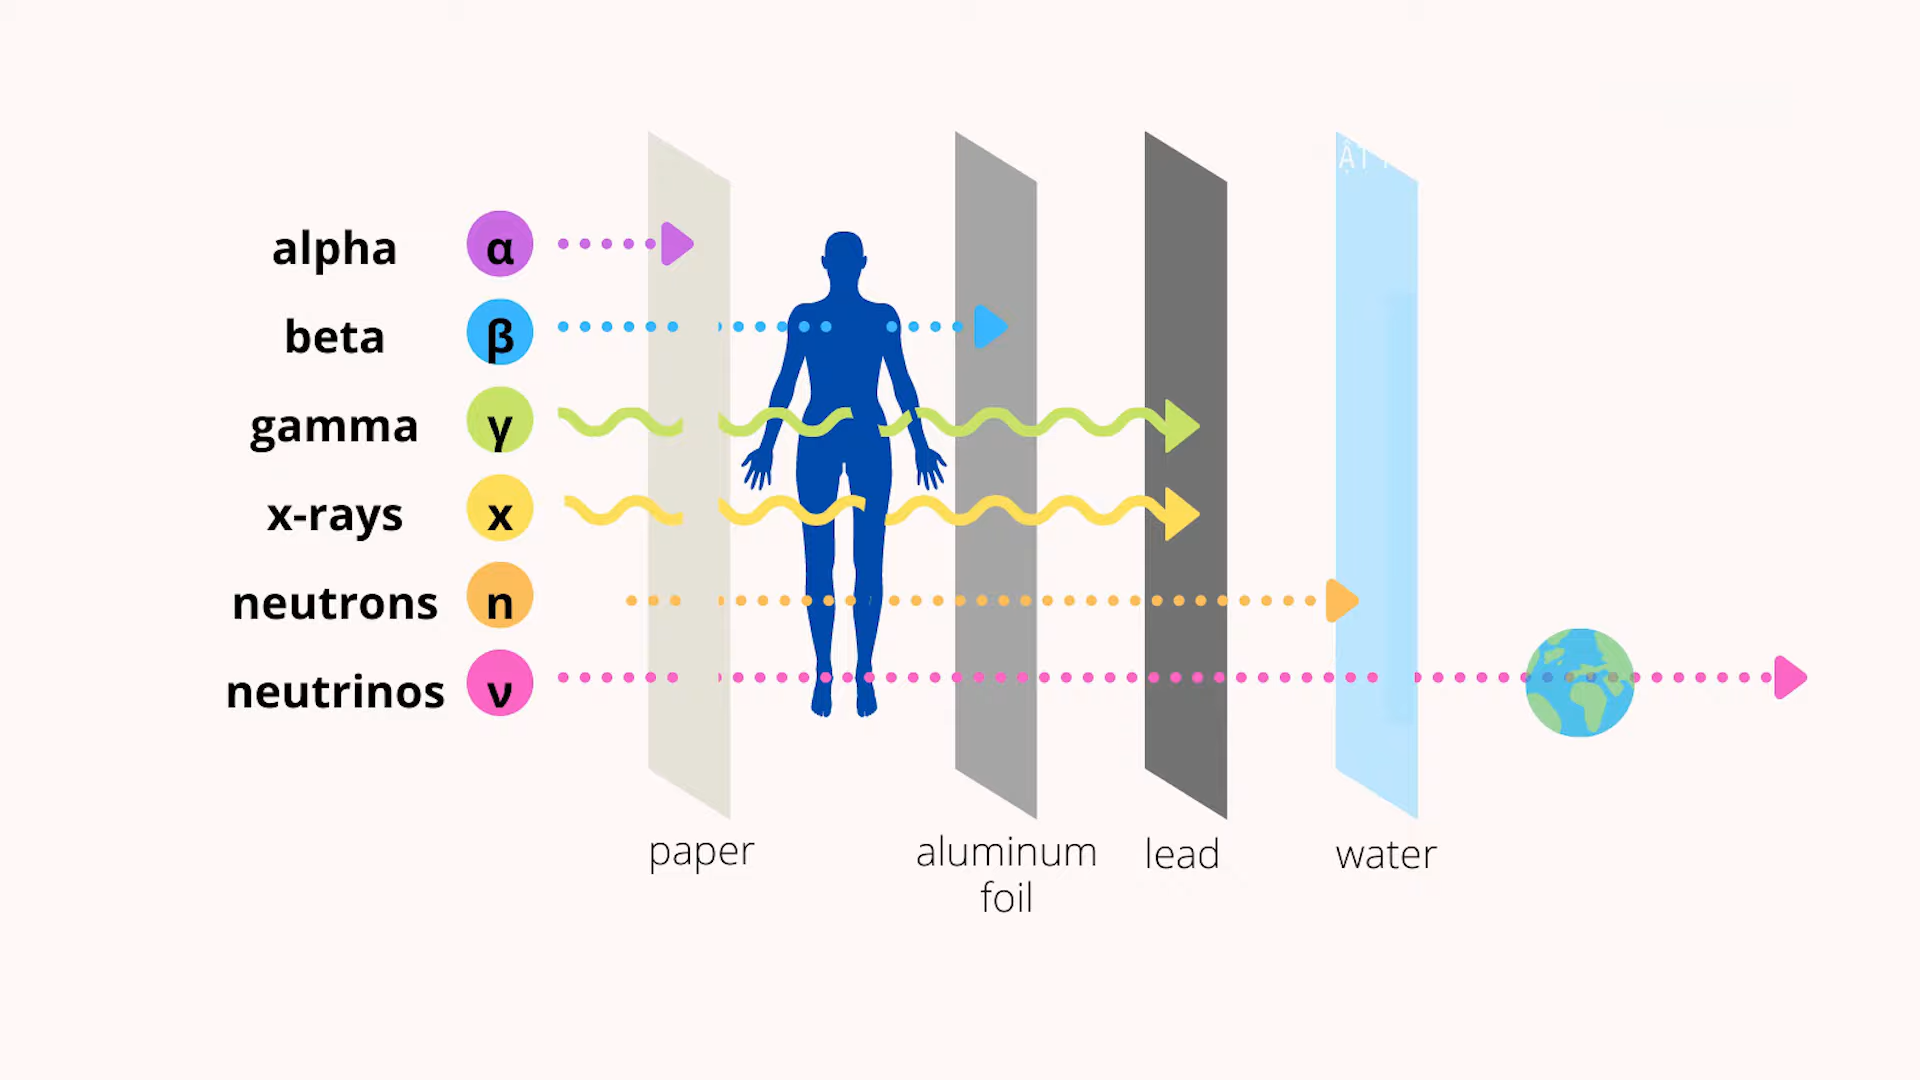 alpha α
beta β
gamma γ
x-rays x
neutrons n
neutrinos ν
paper
aluminum
foil
lead
water